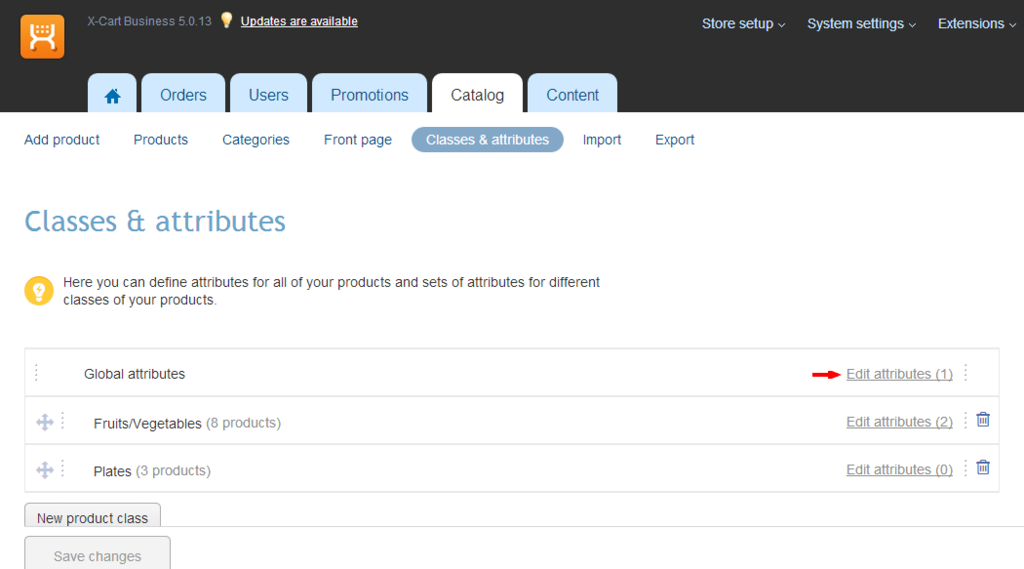 X-Cart Business 5.0.13 Updates are available
Store setup System settings Extensions
Orders Users Promotions Catalog Content
Add product Products Categories Front page Classes & attributes Import Export
Classes & attributes
Here you can define attributes for all of your products and sets of attributes for different
classes of your products.
Global attributes Edit attributes (1)
Fruits/Vegetables (8 products) Edit attributes (2)
Plates (3 products) Edit attributes (0)
New product class
Save changes